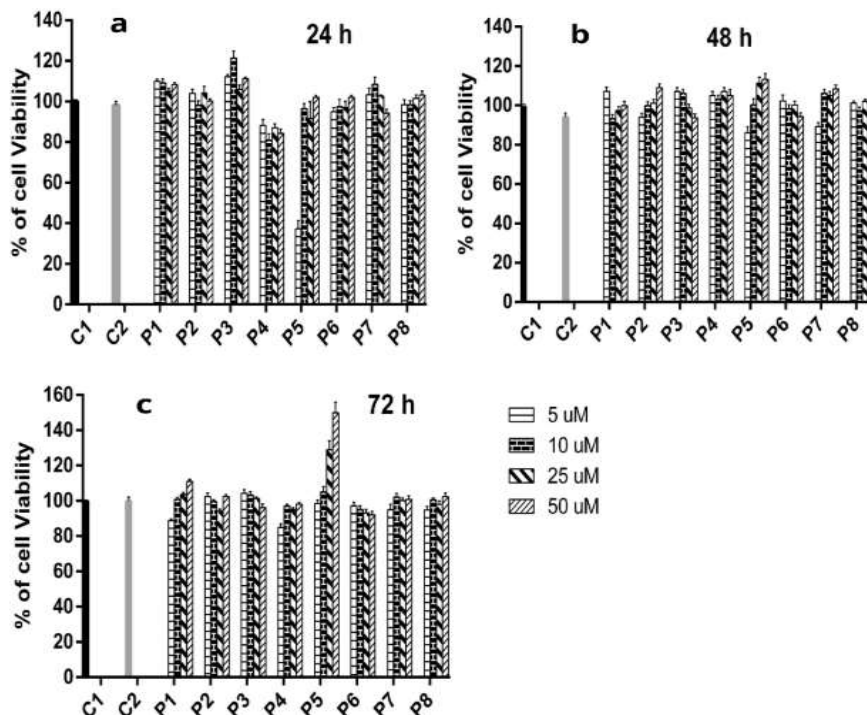 a
24 h
% of cell Viability
140
120
100
80
60
40
20
0
C1 C2 P1 P2 P3 P4 P5 P6 P7 P8
b
48 h
% of cell Viability
140
120
100
80
60
40
20
0
C1 C2 P1 P2 P3 P4 P5 P6 P7 P8
c
72 h
% of cell Viability
160
140
120
100
80
60
40
20
0
C1 C2 P1 P2 P3 P4 P5 P6 P7 P8
5 uM
10 uM
25 uM
50 uM